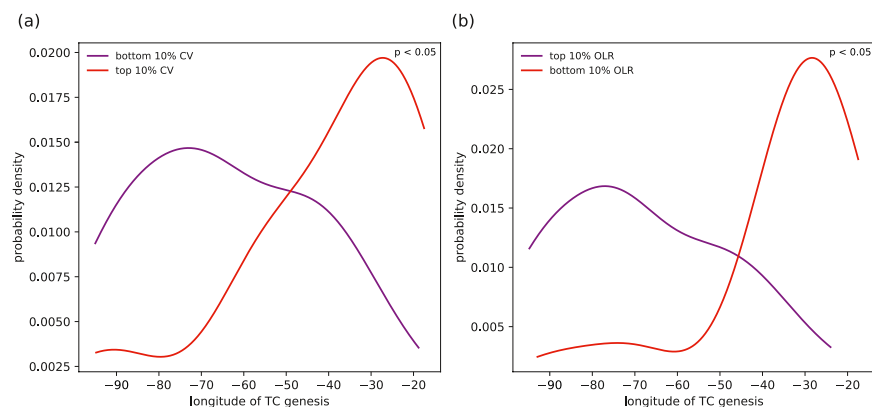 (a)
p < 0.05
bottom 10% CV
top 10% CV
probability density
0.0200
0.0175
0.0150
0.0125
0.0100
0.0075
0.0050
0.0025
−90 −80 −70 −60 −50 −40 −30 −20
longitude of TC genesis
(b)
p < 0.05
top 10% OLR
bottom 10% OLR
probability density
0.025
0.020
0.015
0.010
0.005
−90 −80 −70 −60 −50 −40 −30 −20
longitude of TC genesis